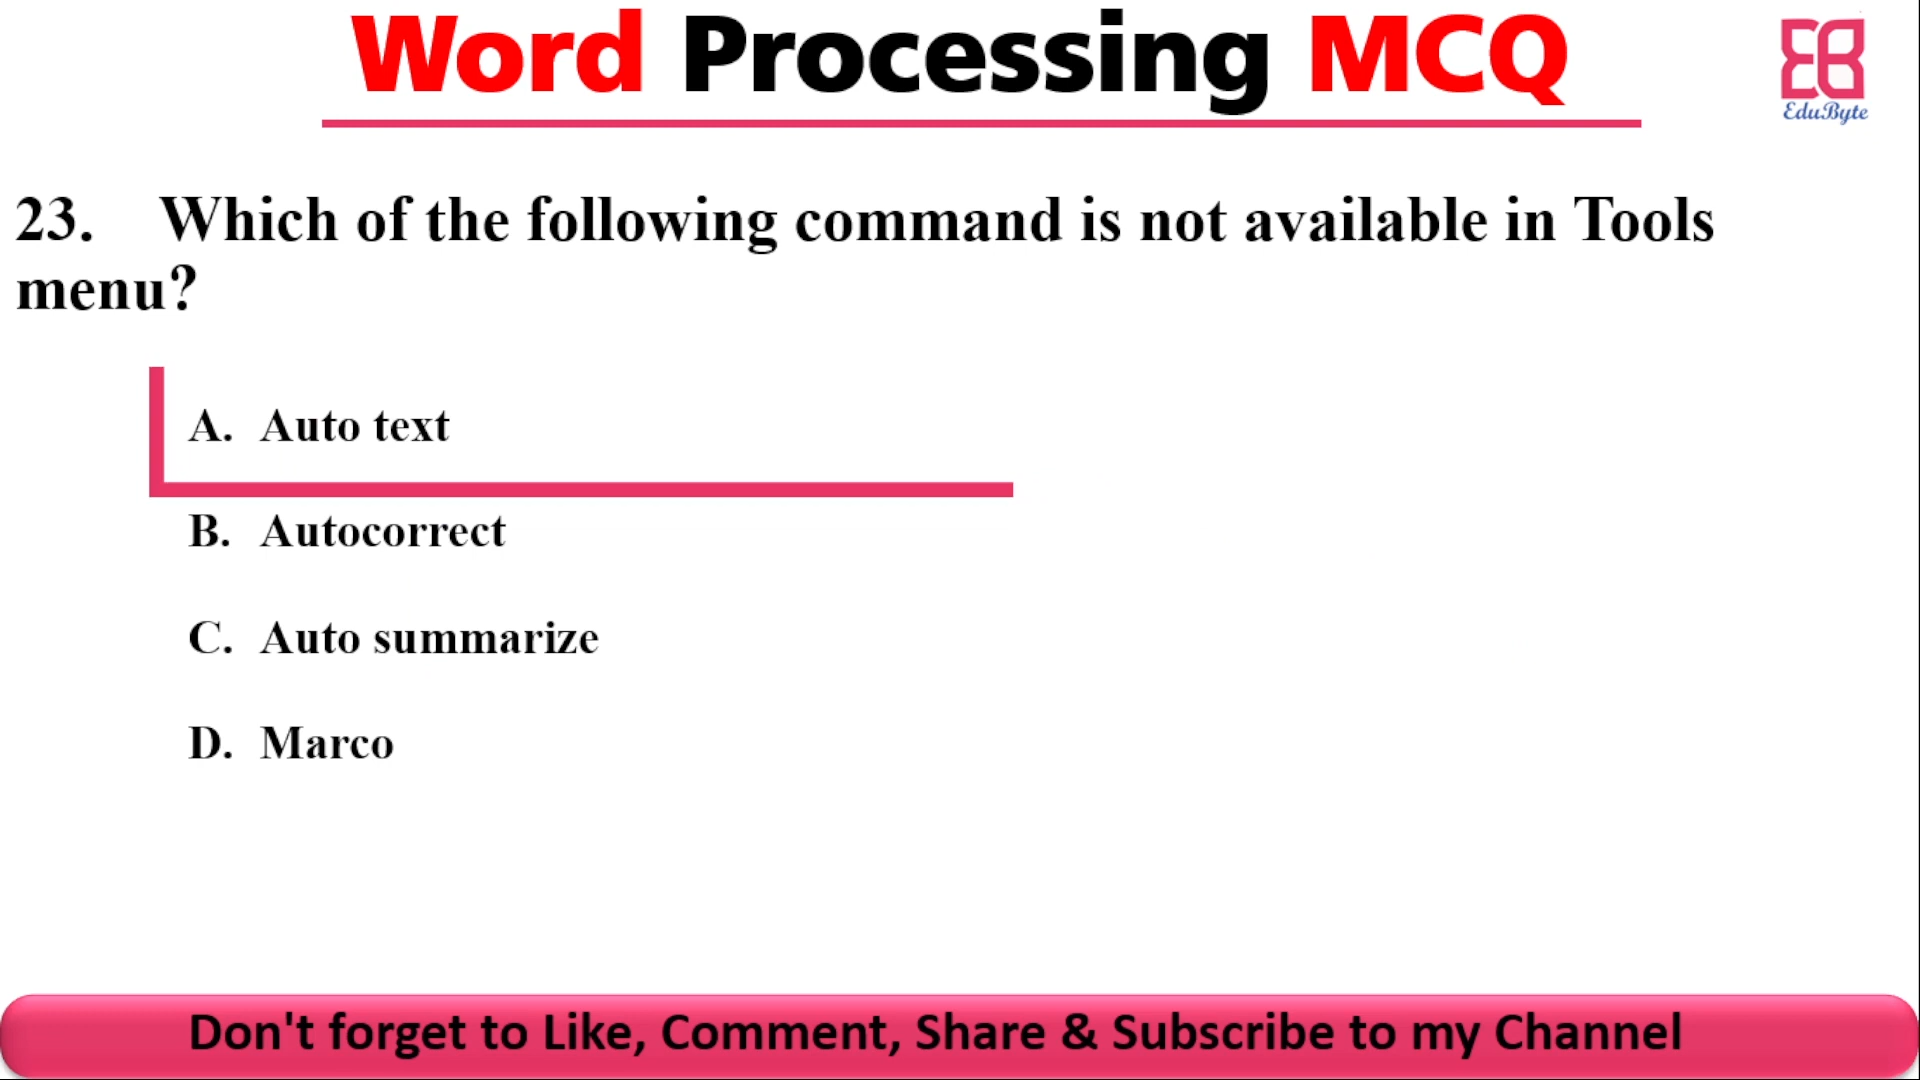 Word Processing MCQ
EduByte
23. Which of the following command is not available in Tools
menu?
A. Auto text
B. Autocorrect
C. Auto summarize
D. Marco
Don't forget to Like, Comment, Share & Subscribe to my Channel